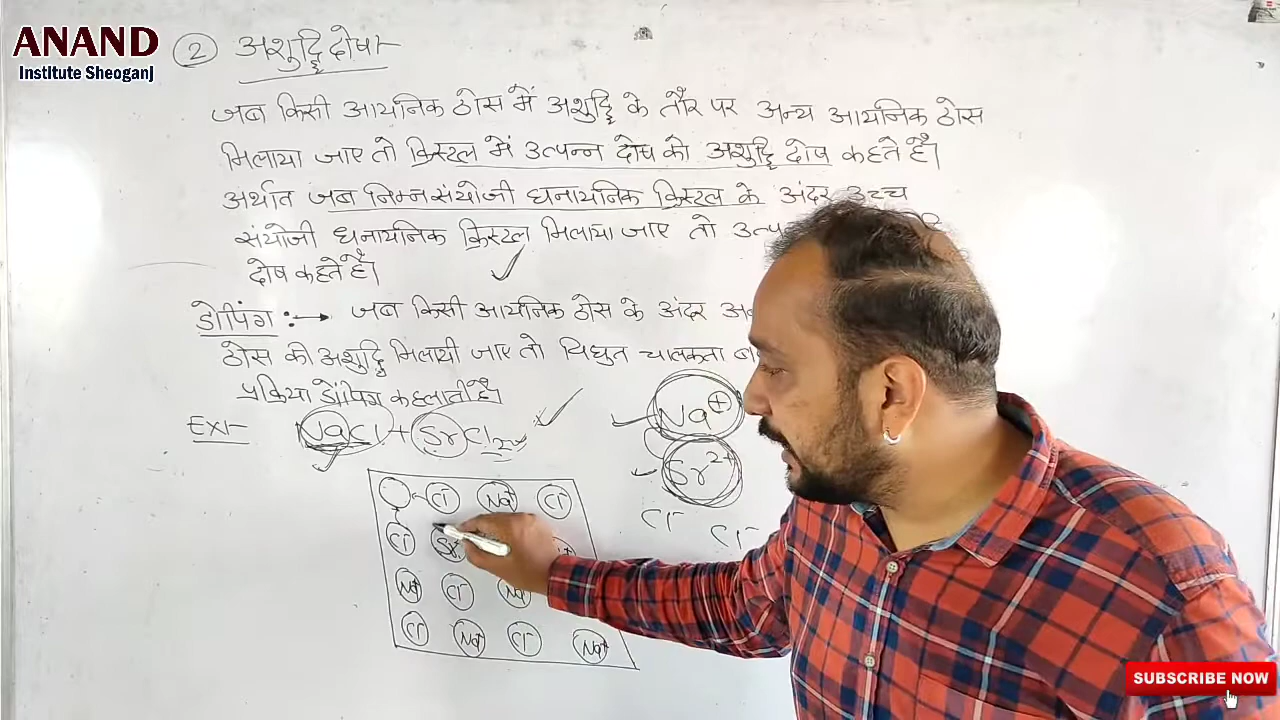 ANAND
Institute Sheoganj
2 अशुद्धि दोष:-
जब किसी आयनिक ठोस में अशुद्धि के तौर पर अन्य आयनिक ठोस
मिलाया जाए तो क्रिस्टल में उत्पन्न दोष को अशुद्धि दोष कहते हैं।
अर्थात जब निम्न संयोजी धनायनिक क्रिस्टल के अंदर उच्च
संयोजी धनायनिक क्रिस्टल मिलाया जाए तो
दोष कहते हैं।
डोपिंग :→ जब किसी आयनिक ठोस के अंदर
ठोस की अशुद्धि मिलायी जाए तो विधुत चालकता
प्रक्रिया डोपिंग कहलाती है।
EX:- NaCl + SrCl2
Na+
Sr2+
Cl- Cl-
Cl- Na+ Cl-
Cl- Sr
Na+ Cl- Na+
Cl- Na+ Cl- Na+
SUBSCRIBE NOW